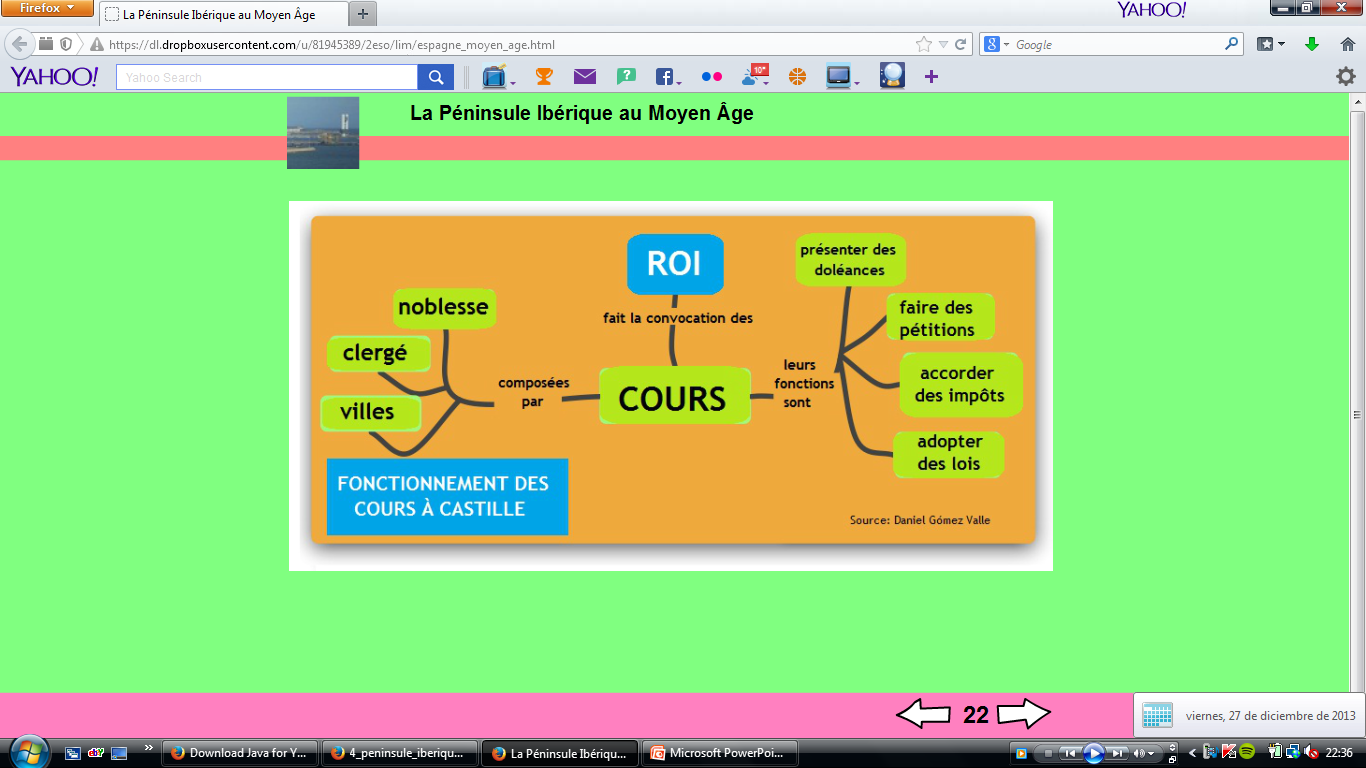 Firefox
La Péninsule Ibérique au Moyen Âge
YAHOO!
https://dl.dropboxusercontent.com/u/81945389/2eso/lim/espagne_moyen_age.html
Google
YAHOO!
Yahoo Search
10°
La Péninsule Ibérique au Moyen Âge
ROI
fait la convocation des
COURS
composées
par
noblesse
clergé
villes
leurs
fonctions
sont
présenter des
doléances
faire des
pétitions
accorder
des impôts
adopter
des lois
FONCTIONNEMENT DES
COURS À CASTILLE
Source: Daniel Gómez Valle
22
viernes, 27 de diciembre de 2013
Download Java for Y...
4_peninsule_iberiqu...
La Péninsule Ibériqu...
Microsoft PowerPoi...
22:36